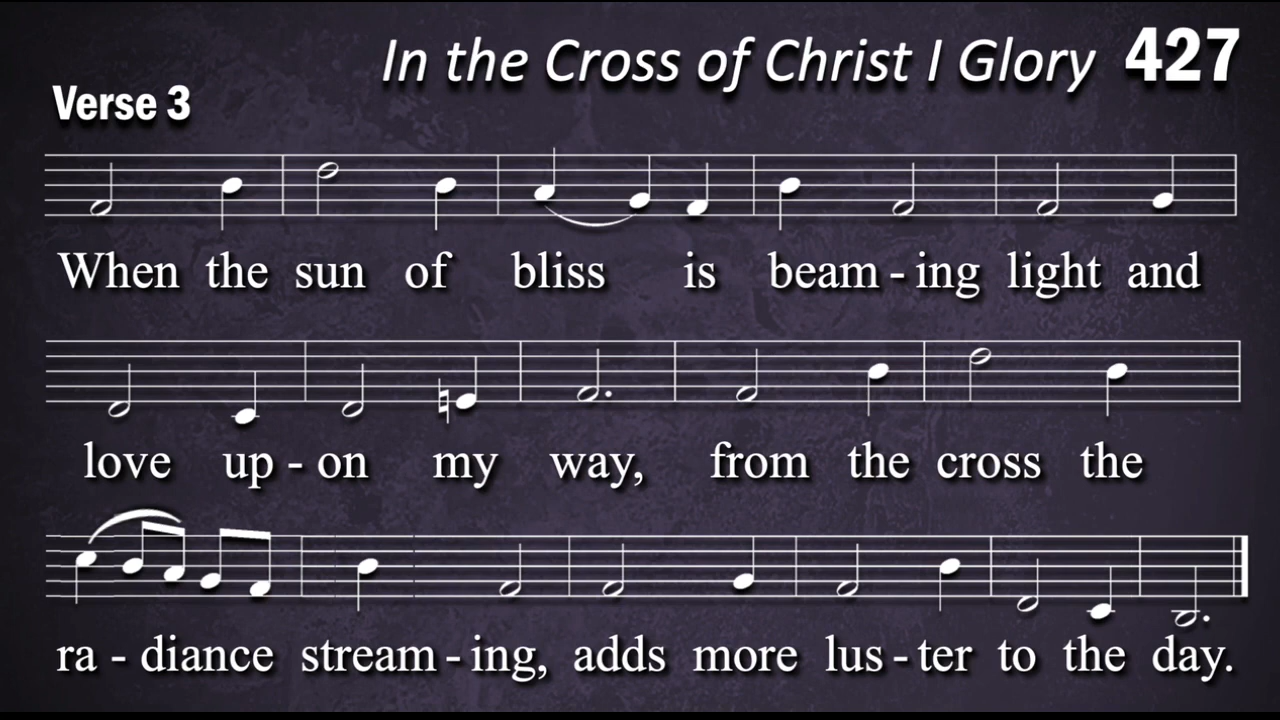 In the Cross of Christ I Glory 427
Verse 3
When the sun of bliss is beam - ing light and
love up - on my way, from the cross the
ra - diance stream - ing, adds more lus - ter to the day.